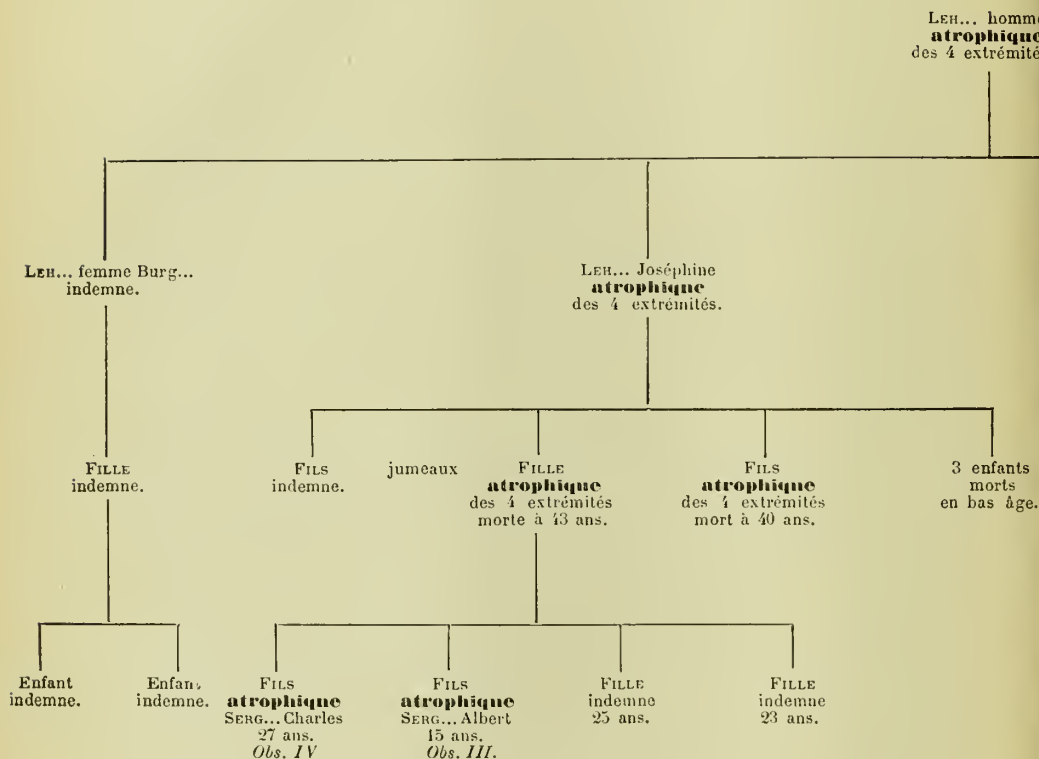 LEH... homme
atrophique
des 4 extrémité
LEH... femme Burg...
indemne.
LEH... Joséphine
atrophique
des 4 extrémités.
FILLE
indemne.
FILS
indemne.
jumeaux
FILLE
atrophique
des 4 extrémités
morte à 43 ans.
FILS
atrophique
des 4 extrémités
mort à 40 ans.
3 enfants
morts
en bas âge.
Enfant
indemne.
Enfant
indemne.
FILS
atrophique
SERG... Charles
27 ans.
Obs. IV
FILS
atrophique
SERG... Albert
15 ans.
Obs. III.
FILLE
indemne
25 ans.
FILLE
indemne
23 ans.